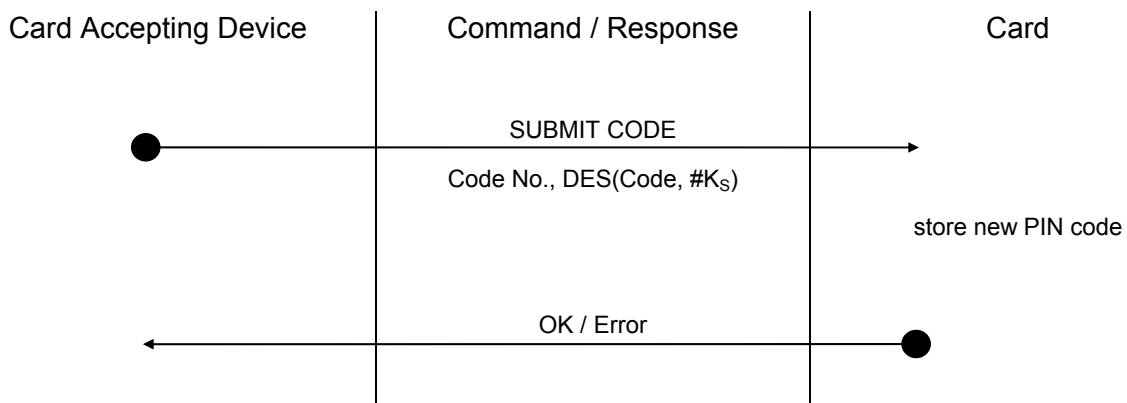 Card Accepting Device
Command / Response
Card
SUBMIT CODE
Code No., DES(Code, #Kₛ)
store new PIN code
OK / Error